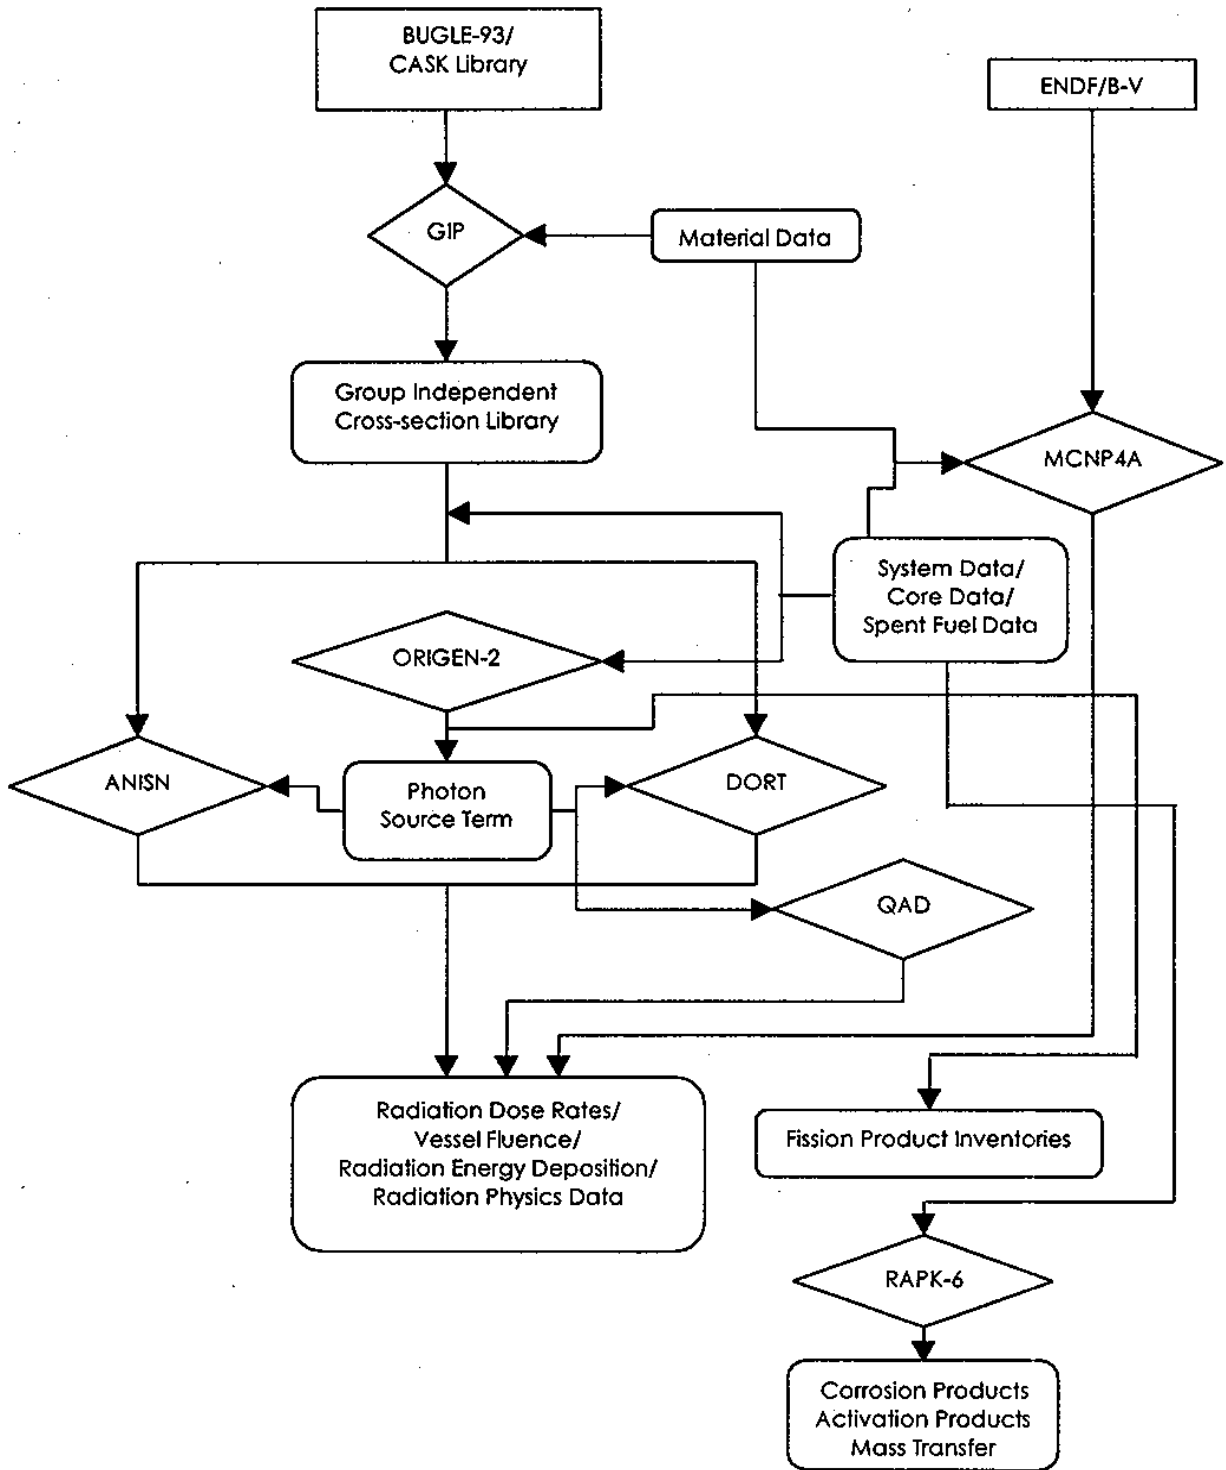 BUGLE-93/
CASK Library
ENDF/B-V
GIP
Material Data
Group Independent
Cross-section Library
MCNP4A
System Data/
Core Data/
Spent Fuel Data
ORIGEN-2
ANISN
Photon
Source Term
DORT
QAD
Radiation Dose Rates/
Vessel Fluence/
Radiation Energy Deposition/
Radiation Physics Data
Fission Product Inventories
RAPK-6
Corrosion Products
Activation Products
Mass Transfer